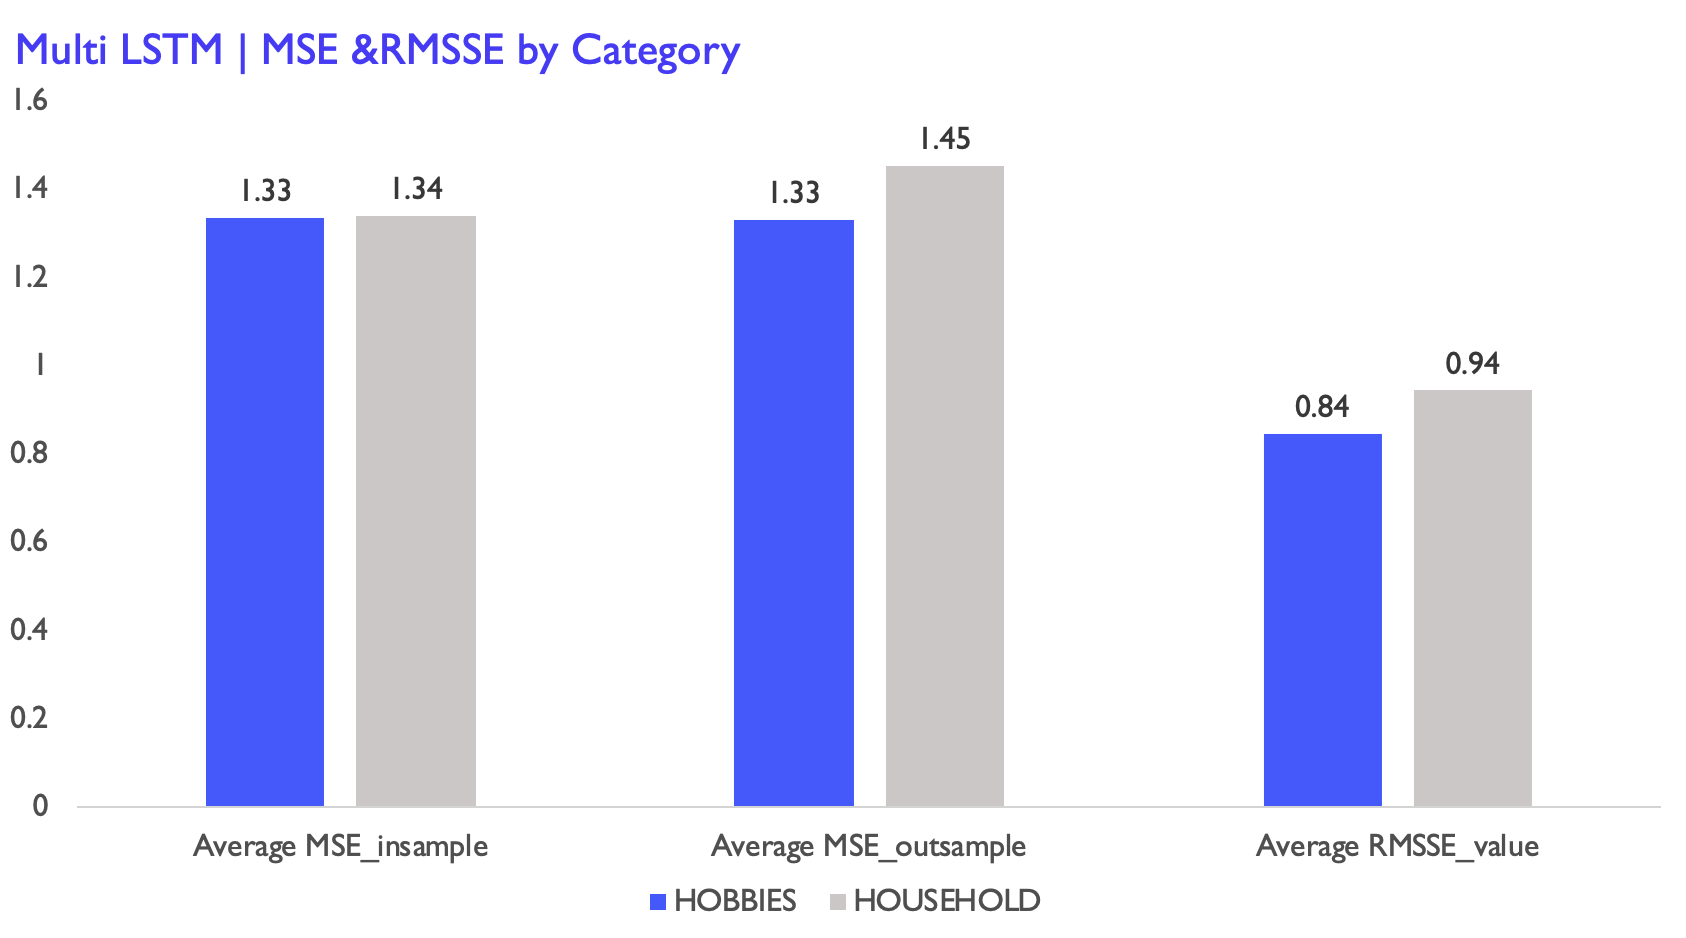 Multi LSTM | MSE &RMSSE by Category
1.6
1.4
1.2
1
0.8
0.6
0.4
0.2
0
1.33
1.34
1.33
1.45
0.84
0.94
Average MSE_insample
Average MSE_outsample
Average RMSSE_value
HOBBIES
HOUSEHOLD